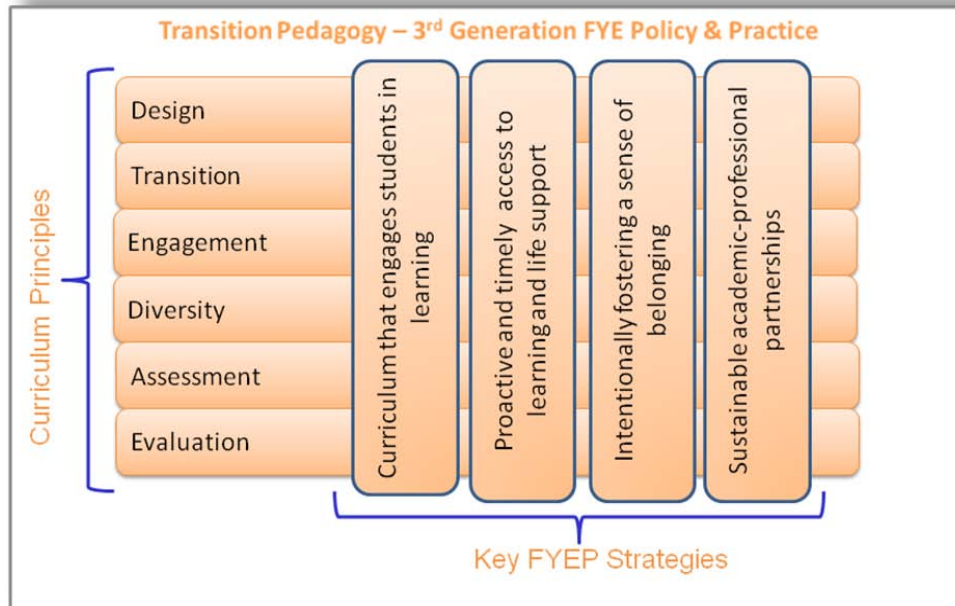 Transition Pedagogy – 3rd Generation FYE Policy & Practice
Curriculum Principles
Design
Transition
Engagement
Diversity
Assessment
Evaluation
Curriculum that engages students in
learning
Proactive and timely access to
learning and life support
Intentionally fostering a sense of
belonging
Sustainable academic-professional
partnerships
Key FYEP Strategies